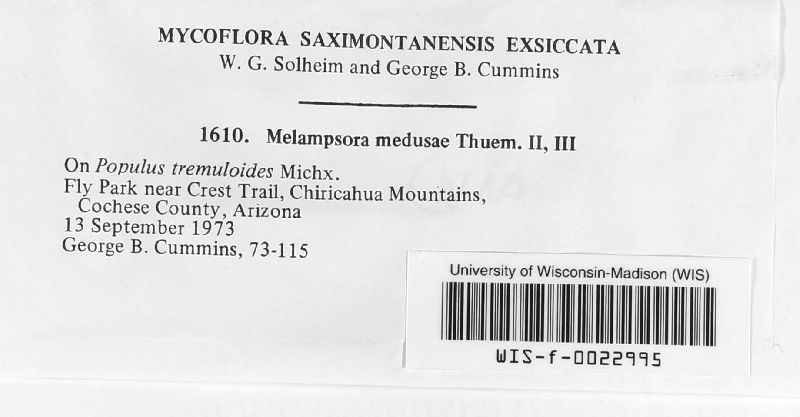 MYCOFLORA SAXIMONTANENSIS EXSICCATA
W. G. Solheim and George B. Cummins
1610. Melampsora medusae Thuem. II, III
On Populus tremuloides Michx.
Fly Park near Crest Trail, Chiricahua Mountains,
Cochese County, Arizona
13 September 1973
George B. Cummins, 73-115
University of Wisconsin-Madison (WIS)
WIS-f-0022995